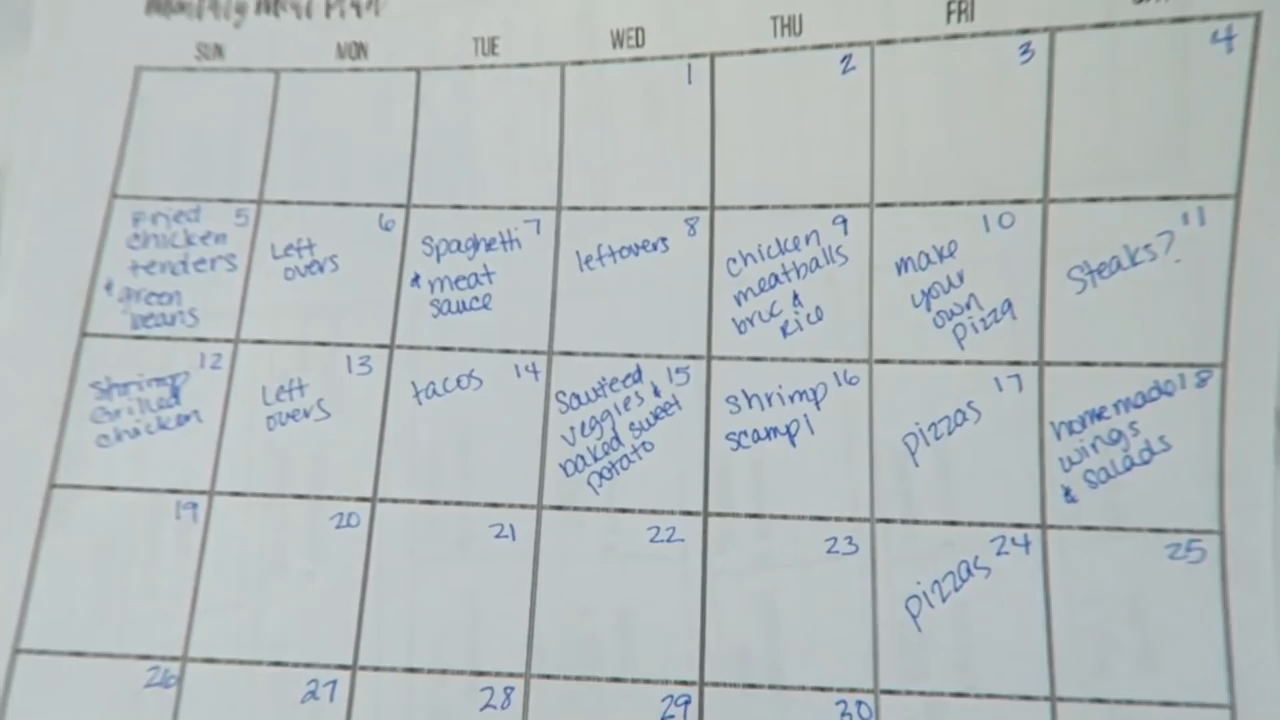 Monthly Meal Plan
SUN MON TUE WED THU FRI
1 2 3 4
Fried 5
chicken
tenders
& green
beans
6
Left
overs
Spaghetti 7
& meat
sauce
8
leftovers
chicken 9
meatballs
broc &
Rice
10
make
your
own
pizza
11
Steaks?
12
Shrimp
Grilled
chicken
13
Left
overs
tacos 14
Sauteed 15
veggies &
baked sweet
potato
shrimp 16
scampi
17
pizzas
homemade 18
wings
& salads
19 20 21 22 23
pizzas 24
25
26 27 28 29 30